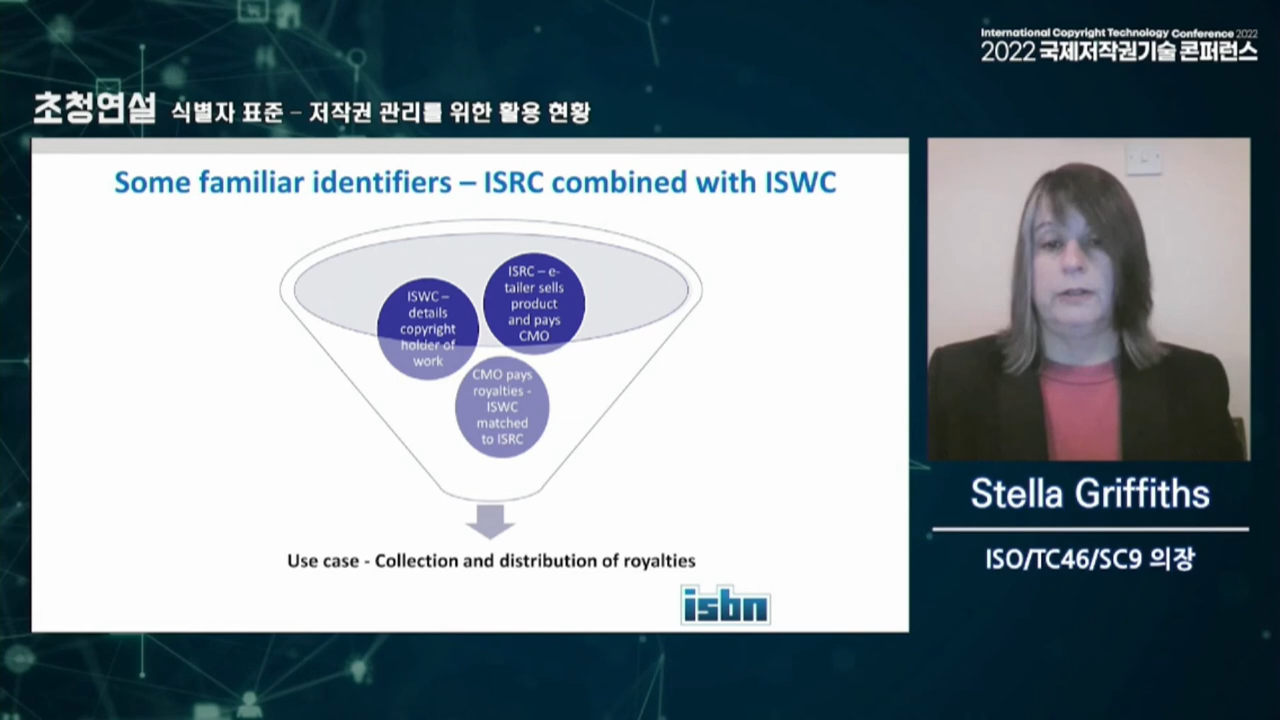 International Copyright Technology Conference 2022
2022 국제저작권기술 콘퍼런스
초청연설 식별자 표준 – 저작권 관리를 위한 활용 현황
Some familiar identifiers – ISRC combined with ISWC
ISWC –
details
copyright
holder of
work
ISRC – e-
tailer sells
product
and pays
CMO
CMO pays
royalties -
ISWC
matched
to ISRC
Use case - Collection and distribution of royalties
isbn
Stella Griffiths
ISO/TC46/SC9 의장